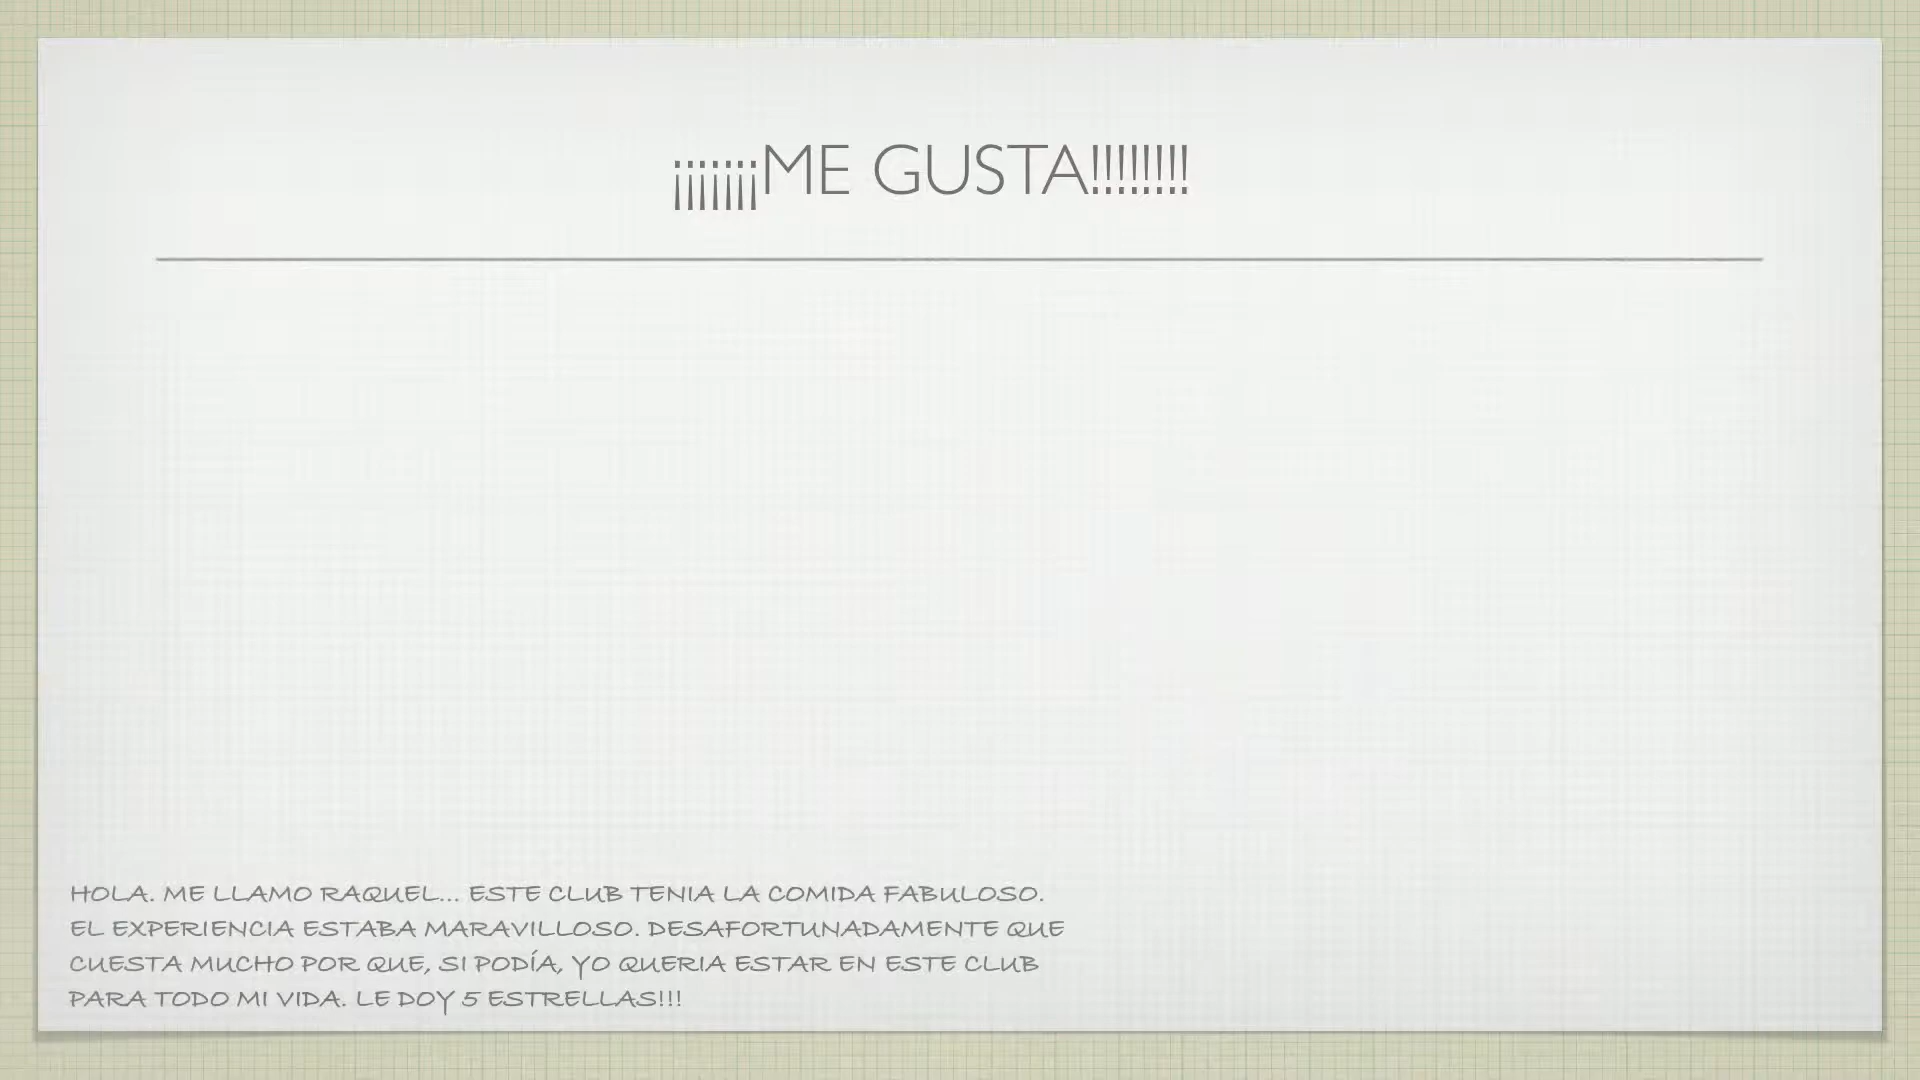 ¡¡¡¡¡¡¡ME GUSTA!!!!!!!!
HOLA. ME LLAMO RAQUEL... ESTE CLUB TENIA LA COMIDA FABULOSO.
EL EXPERIENCIA ESTABA MARAVILLOSO. DESAFORTUNADAMENTE QUE
CUESTA MUCHO POR QUE, SI PODÍA, YO QUERIA ESTAR EN ESTE CLUB
PARA TODO MI VIDA. LE DOY 5 ESTRELLAS!!!